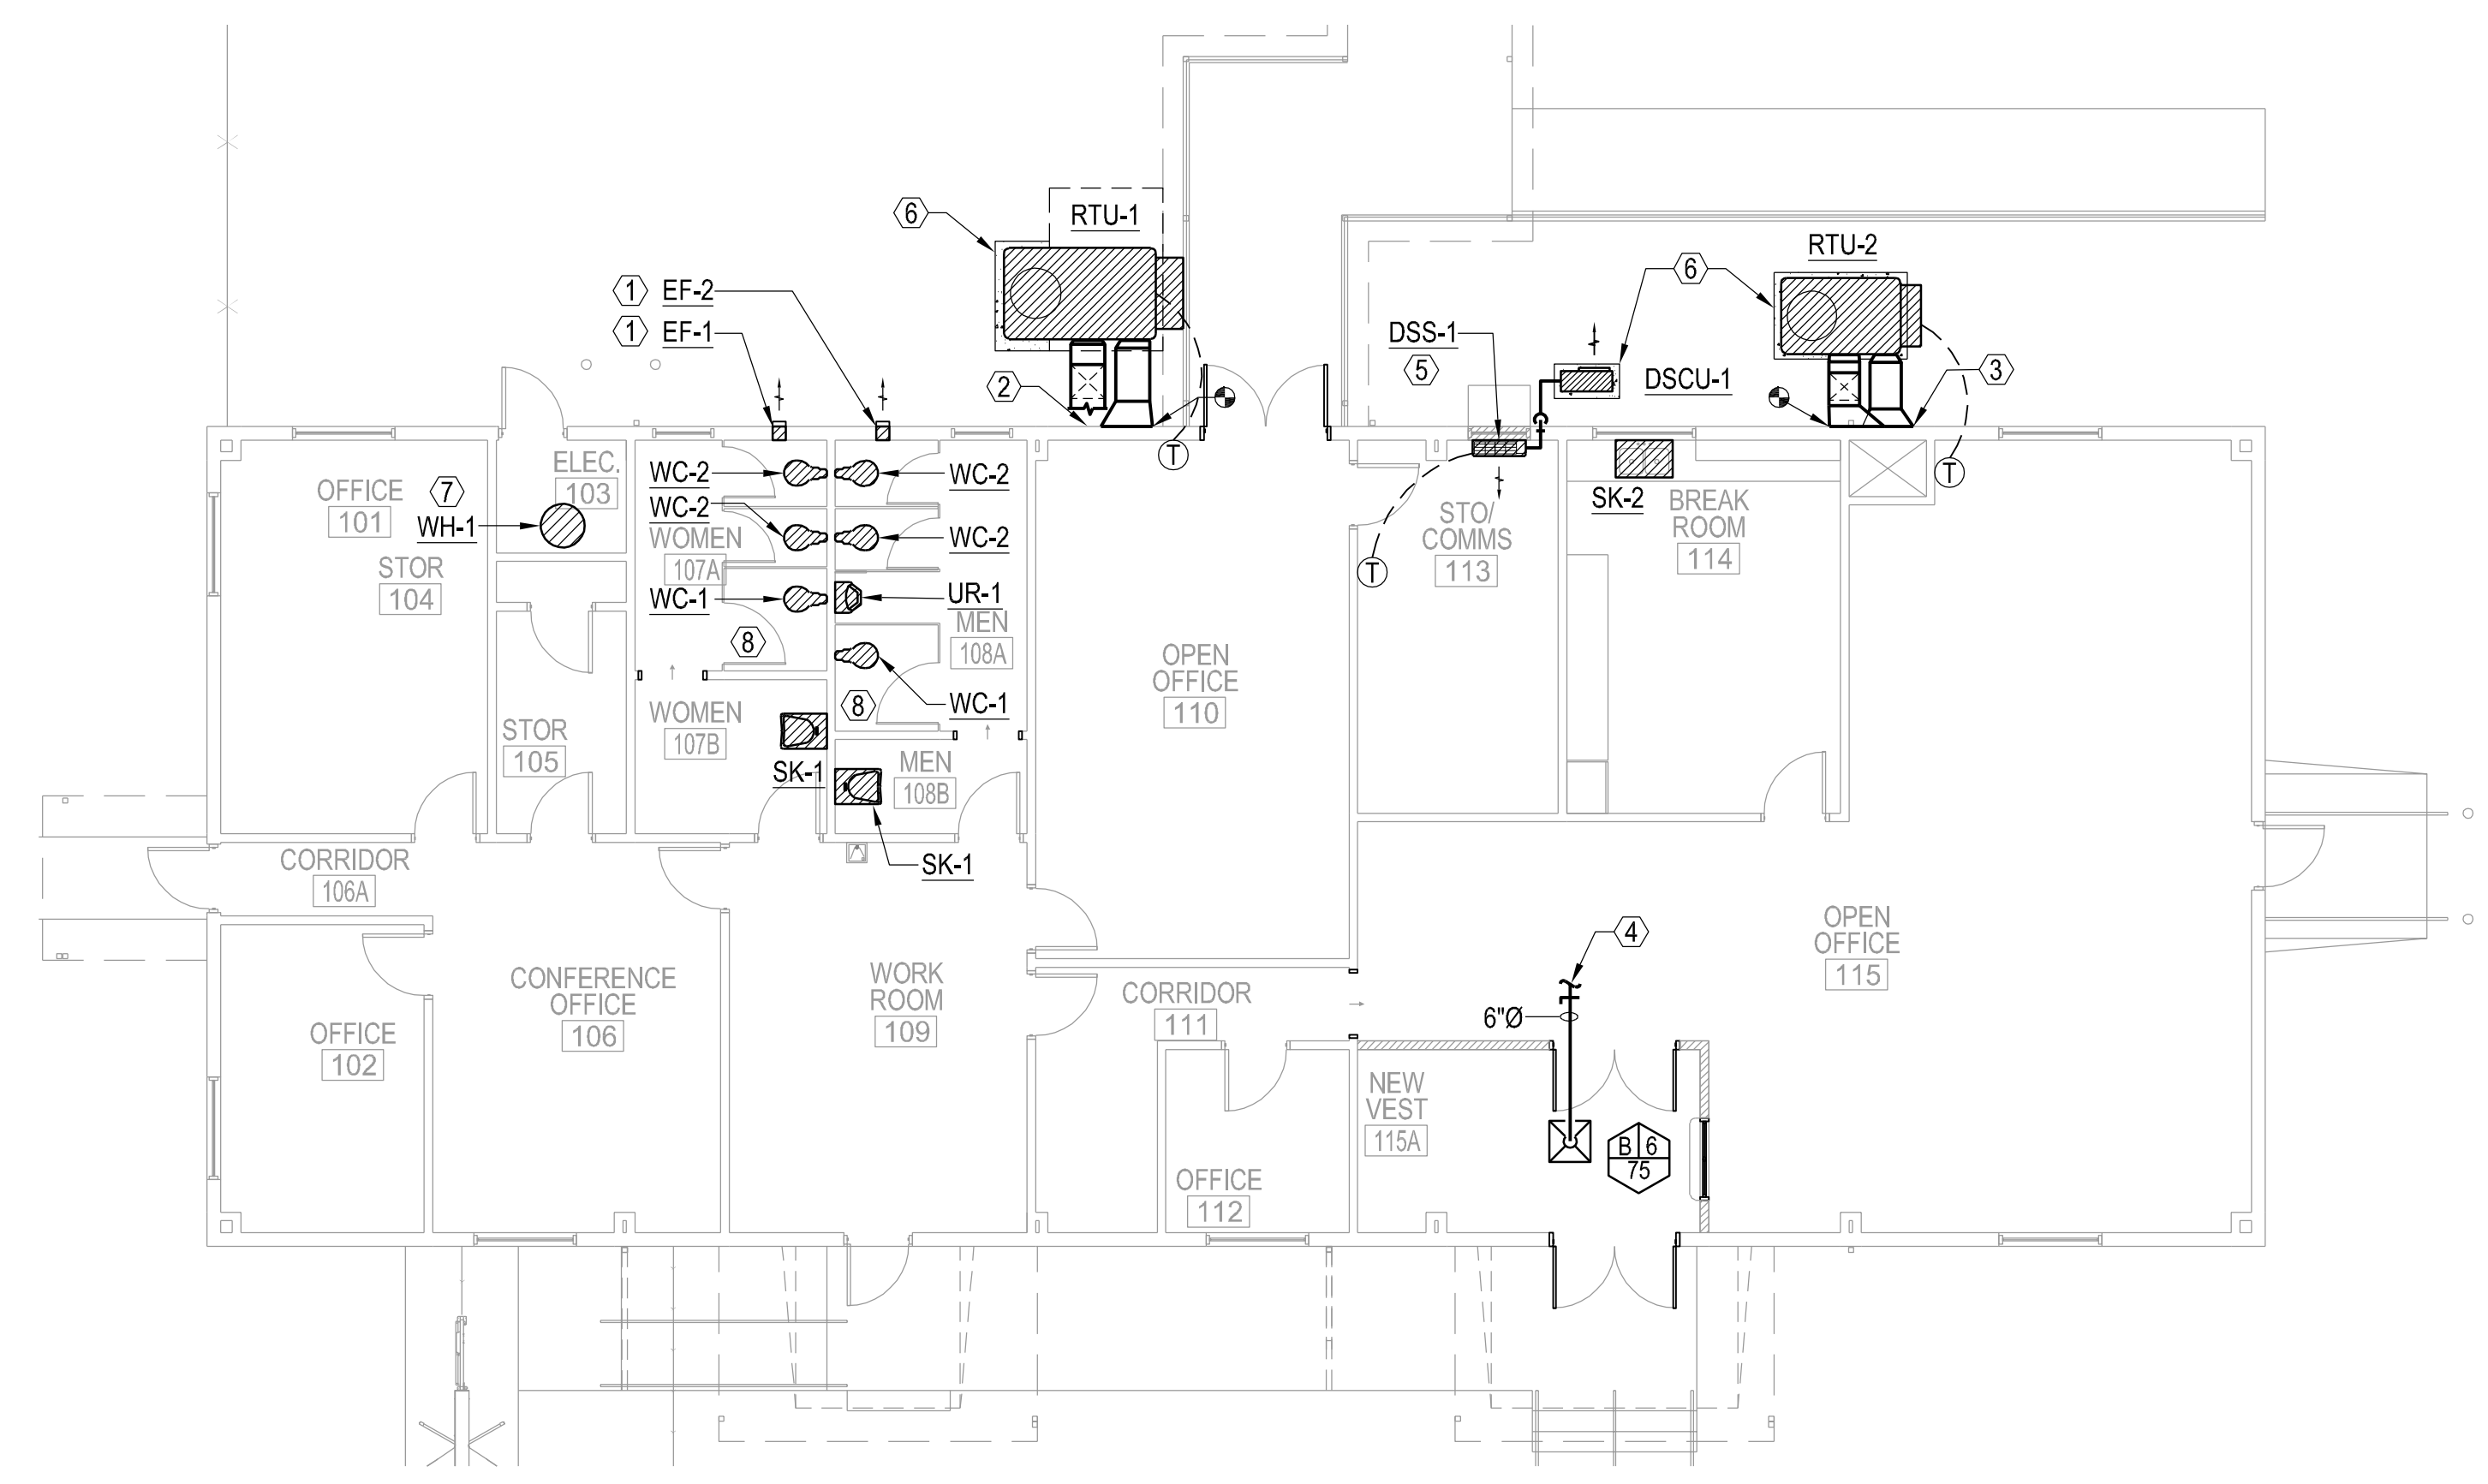 RTU-1
6
RTU-2
6
1 EF-2
1 EF-1
DSS-1
5
DSCU-1
2
3
T
T
T
OFFICE
101
7
WH-1
ELEC.
103
STOR
104
WC-2
WC-2
WC-2
WC-2
WOMEN
107A
WC-1
UR-1
MEN
108A
8
8
WC-1
STO/
COMMS
113
SK-2
BREAK
ROOM
114
OPEN
OFFICE
110
STOR
105
WOMEN
107B
SK-1
MEN
108B
SK-1
CORRIDOR
106A
CONFERENCE
OFFICE
106
OFFICE
102
WORK
ROOM
109
CORRIDOR
111
4
6"Ø
OPEN
OFFICE
115
NEW
VEST
115A
B 6
75
OFFICE
112